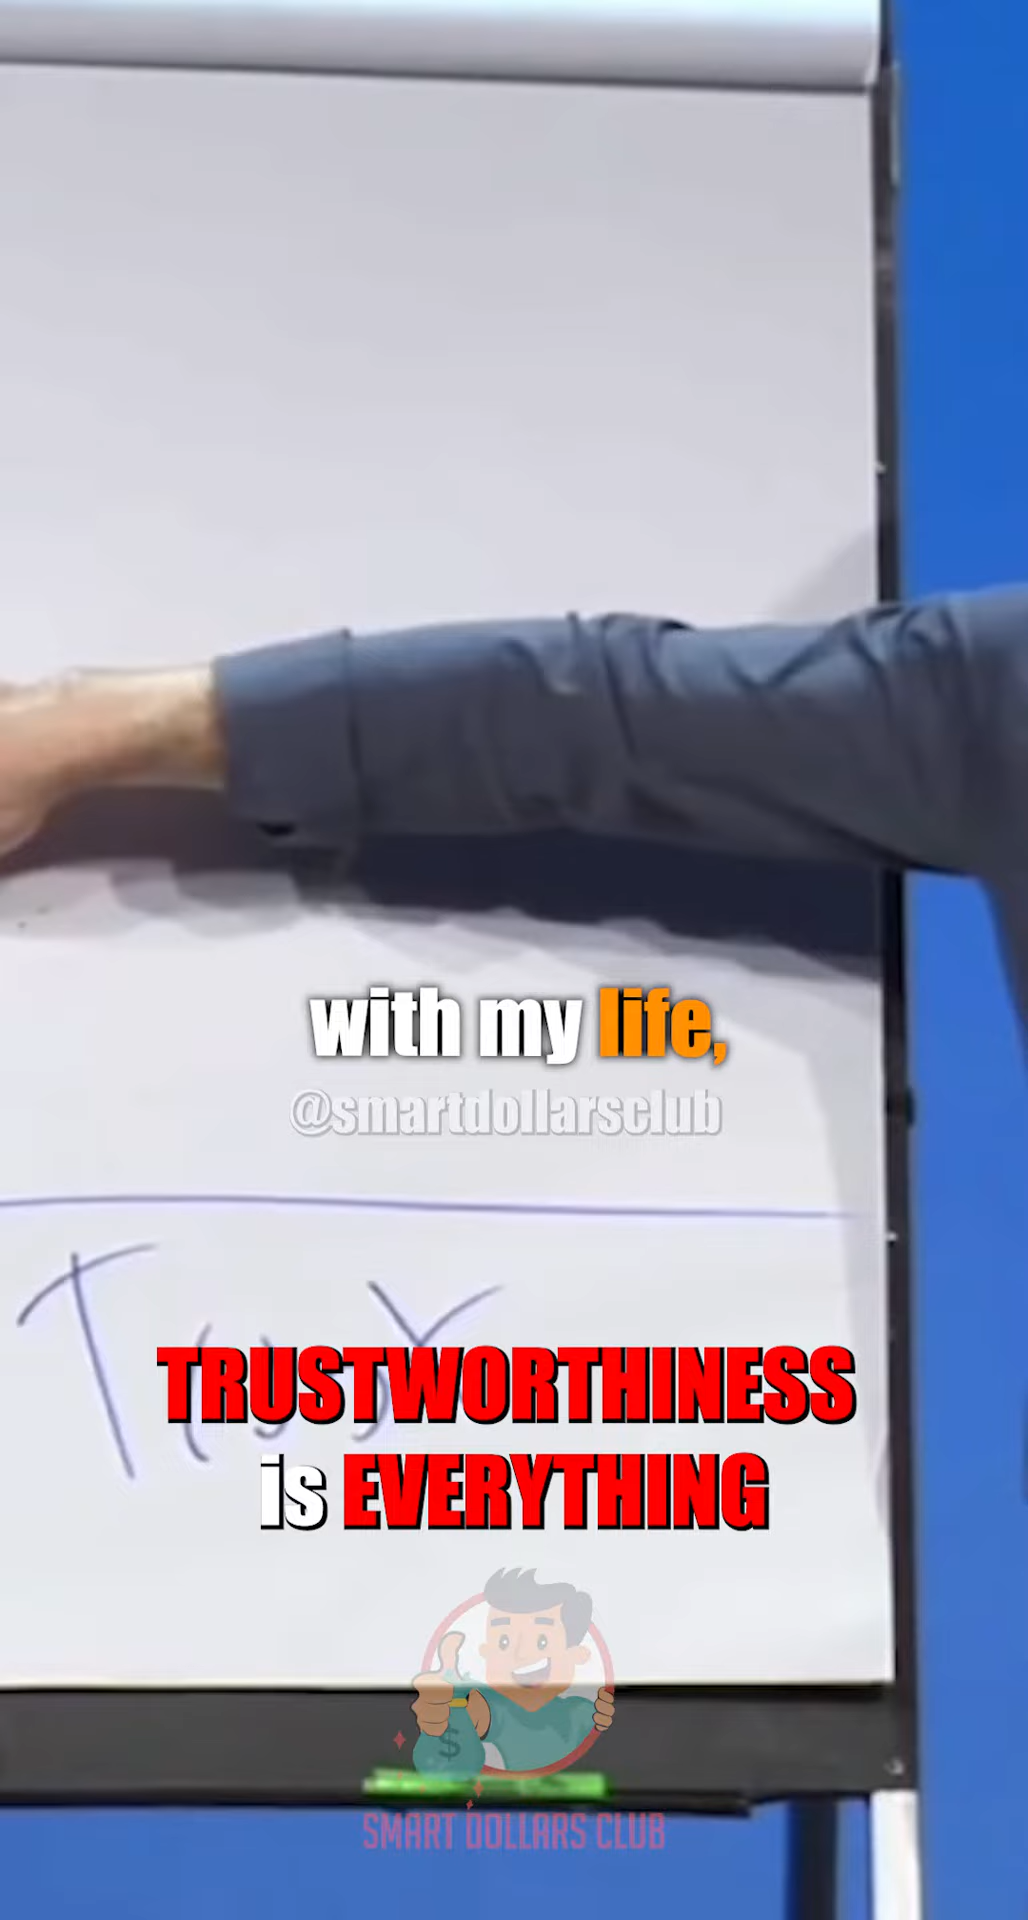 with my life,
@smartdollarsclub
TRUSTWORTHINESS
is EVERYTHING
SMART DOLLARS CLUB